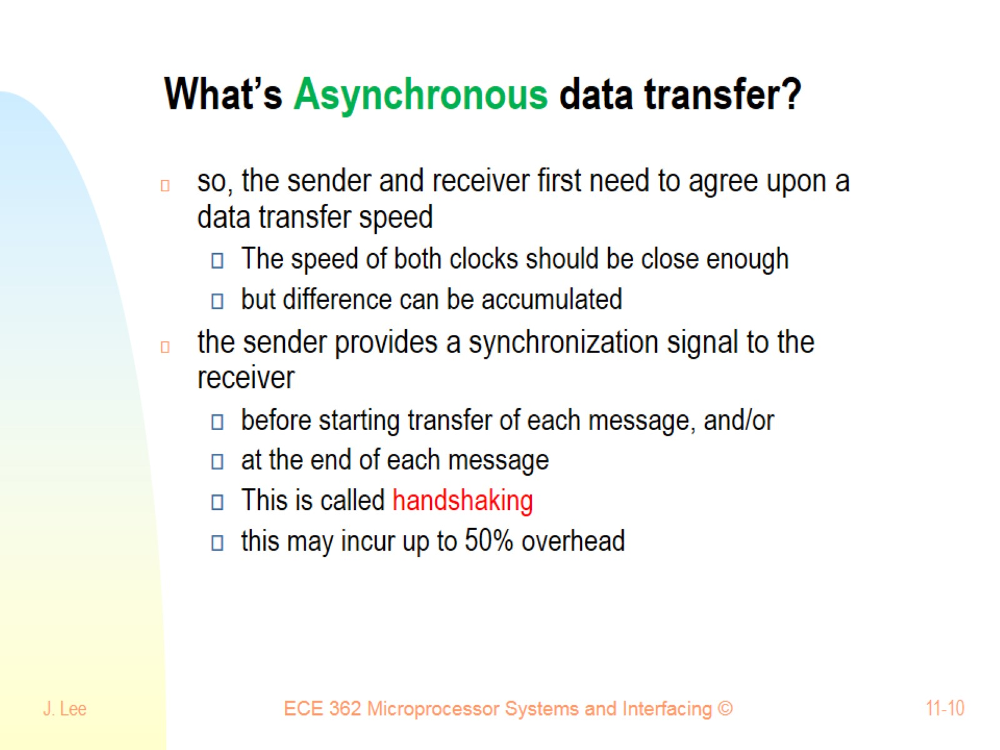 What’s Asynchronous data transfer?
so, the sender and receiver first need to agree upon a
data transfer speed
The speed of both clocks should be close enough
but difference can be accumulated
the sender provides a synchronization signal to the
receiver
before starting transfer of each message, and/or
at the end of each message
This is called handshaking
this may incur up to 50% overhead
J. Lee
ECE 362 Microprocessor Systems and Interfacing ©
11-10